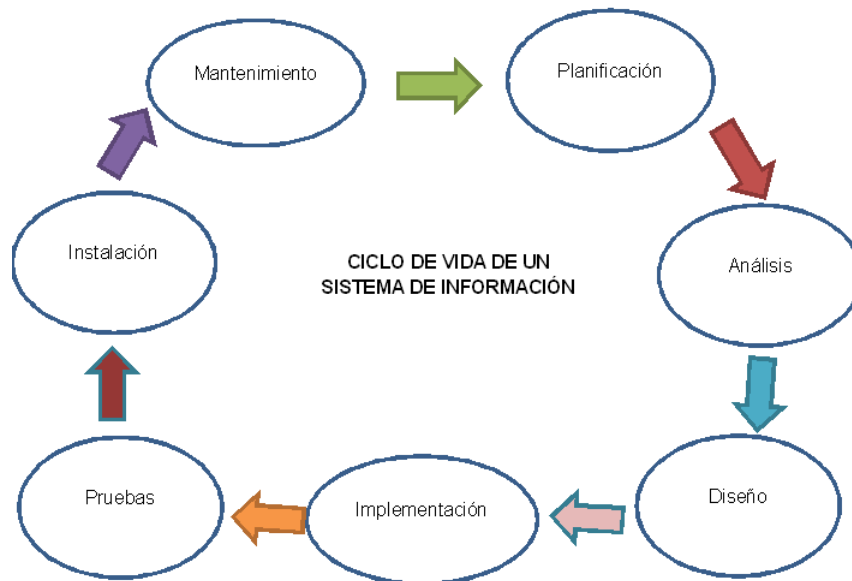 Mantenimiento
Planificación
Instalación
CICLO DE VIDA DE UN
SISTEMA DE INFORMACIÓN
Análisis
Pruebas
Implementación
Diseño